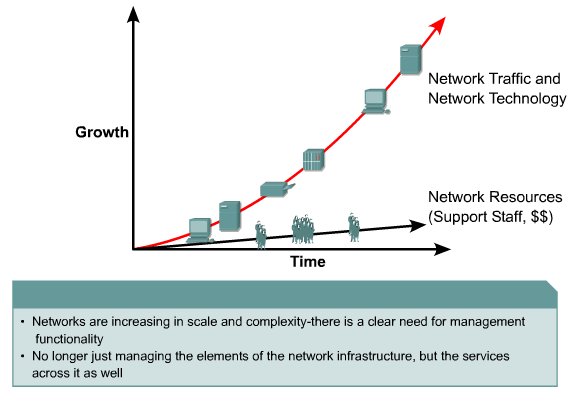 Network Traffic and
Network Technology
Growth
Network Resources
(Support Staff, $$)
Time
• Networks are increasing in scale and complexity-there is a clear need for management
functionality
• No longer just managing the elements of the network infrastructure, but the services
across it as well